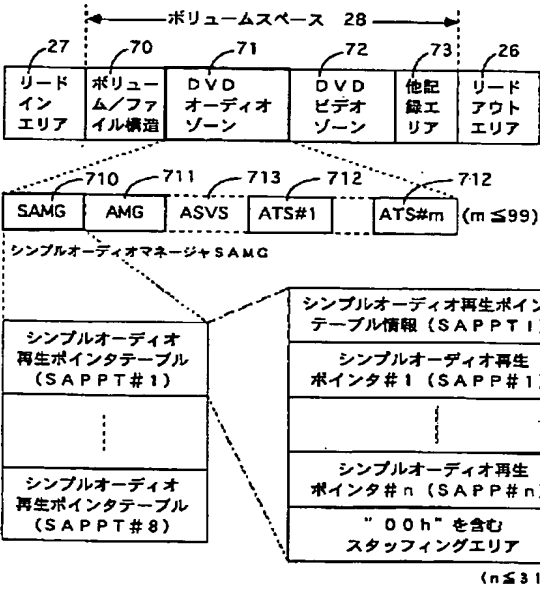 ボリュームスペース 28
27 70 71 72 73 26
リード
イン
エリア
ボリュー
ム/ファ
イル構造
DVD
オーディオ
ゾーン
DVD
ビデオ
ゾーン
他記
録エ
リア
リード
アウト
エリア
710 711 713 712 712
SAMG AMG ASVS ATS#1 ATS#m (m≦99)
シンプルオーディオマネージャSAMG
シンプルオーディオ
再生ポインタテーブル
(SAPPT#1)
シンプルオーディオ
再生ポインタテーブル
(SAPPT#8)
シンプルオーディオ再生ポイン
テーブル情報(SAPPTI)
シンプルオーディオ再生
ポインタ#1(SAPP#1)
シンプルオーディオ再生
ポインタ#n(SAPP#n)
"00h"を含む
スタッフィングエリア
(n≦31